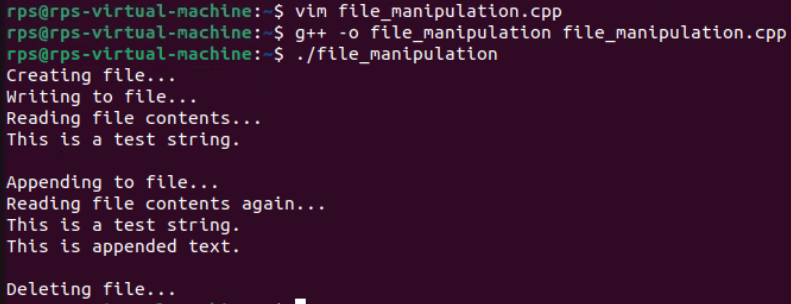 rps@rps-virtual-machine:~$ vim file_manipulation.cpp
rps@rps-virtual-machine:~$ g++ -o file_manipulation file_manipulation.cpp
rps@rps-virtual-machine:~$ ./file_manipulation
Creating file...
Writing to file...
Reading file contents...
This is a test string.
Appending to file...
Reading file contents again...
This is a test string.
This is appended text.
Deleting file...